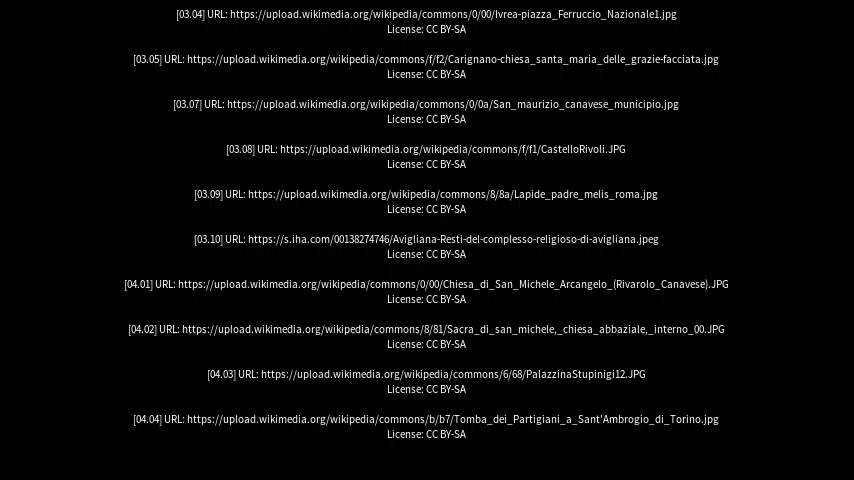 [03.04] URL: https://upload.wikimedia.org/wikipedia/commons/0/00/Ivrea-piazza_Ferruccio_Nazionale1.jpg
License: CC BY-SA
[03.05] URL: https://upload.wikimedia.org/wikipedia/commons/f/f2/Carignano-chiesa_santa_maria_delle_grazie-facciata.jpg
License: CC BY-SA
[03.07] URL: https://upload.wikimedia.org/wikipedia/commons/0/0a/San_maurizio_canavese_municipio.jpg
License: CC BY-SA
[03.08] URL: https://upload.wikimedia.org/wikipedia/commons/f/f1/CastelloRivoli.JPG
License: CC BY-SA
[03.09] URL: https://upload.wikimedia.org/wikipedia/commons/8/8a/Lapide_padre_melis_roma.jpg
License: CC BY-SA
[03.10] URL: https://s.iha.com/00138274746/Avigliana-Resti-del-complesso-religioso-di-avigliana.jpeg
License: CC BY-SA
[04.01] URL: https://upload.wikimedia.org/wikipedia/commons/0/00/Chiesa_di_San_Michele_Arcangelo_(Rivarolo_Canavese).JPG
License: CC BY-SA
[04.02] URL: https://upload.wikimedia.org/wikipedia/commons/8/81/Sacra_di_san_michele,_chiesa_abbaziale,_interno_00.JPG
License: CC BY-SA
[04.03] URL: https://upload.wikimedia.org/wikipedia/commons/6/68/PalazzinaStupinigi12.JPG
License: CC BY-SA
[04.04] URL: https://upload.wikimedia.org/wikipedia/commons/b/b7/Tomba_dei_Partigiani_a_Sant'Ambrogio_di_Torino.jpg
License: CC BY-SA